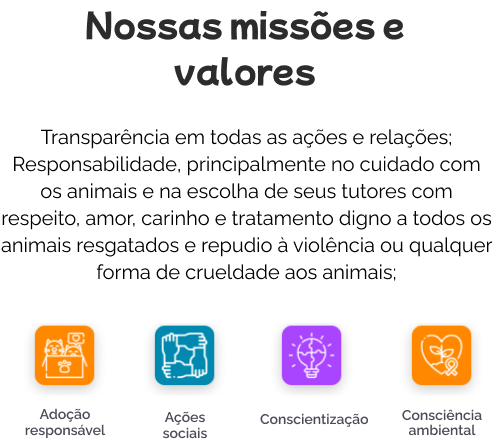 Nossas missões e
valores
Transparência em todas as ações e relações;
Responsabilidade, principalmente no cuidado com
os animais e na escolha de seus tutores com
respeito, amor, carinho e tratamento digno a todos os
animais resgatados e repudio à violência ou qualquer
forma de crueldade aos animais;
Adoção
responsável
Ações
sociais
Conscientização
Consciência
ambiental